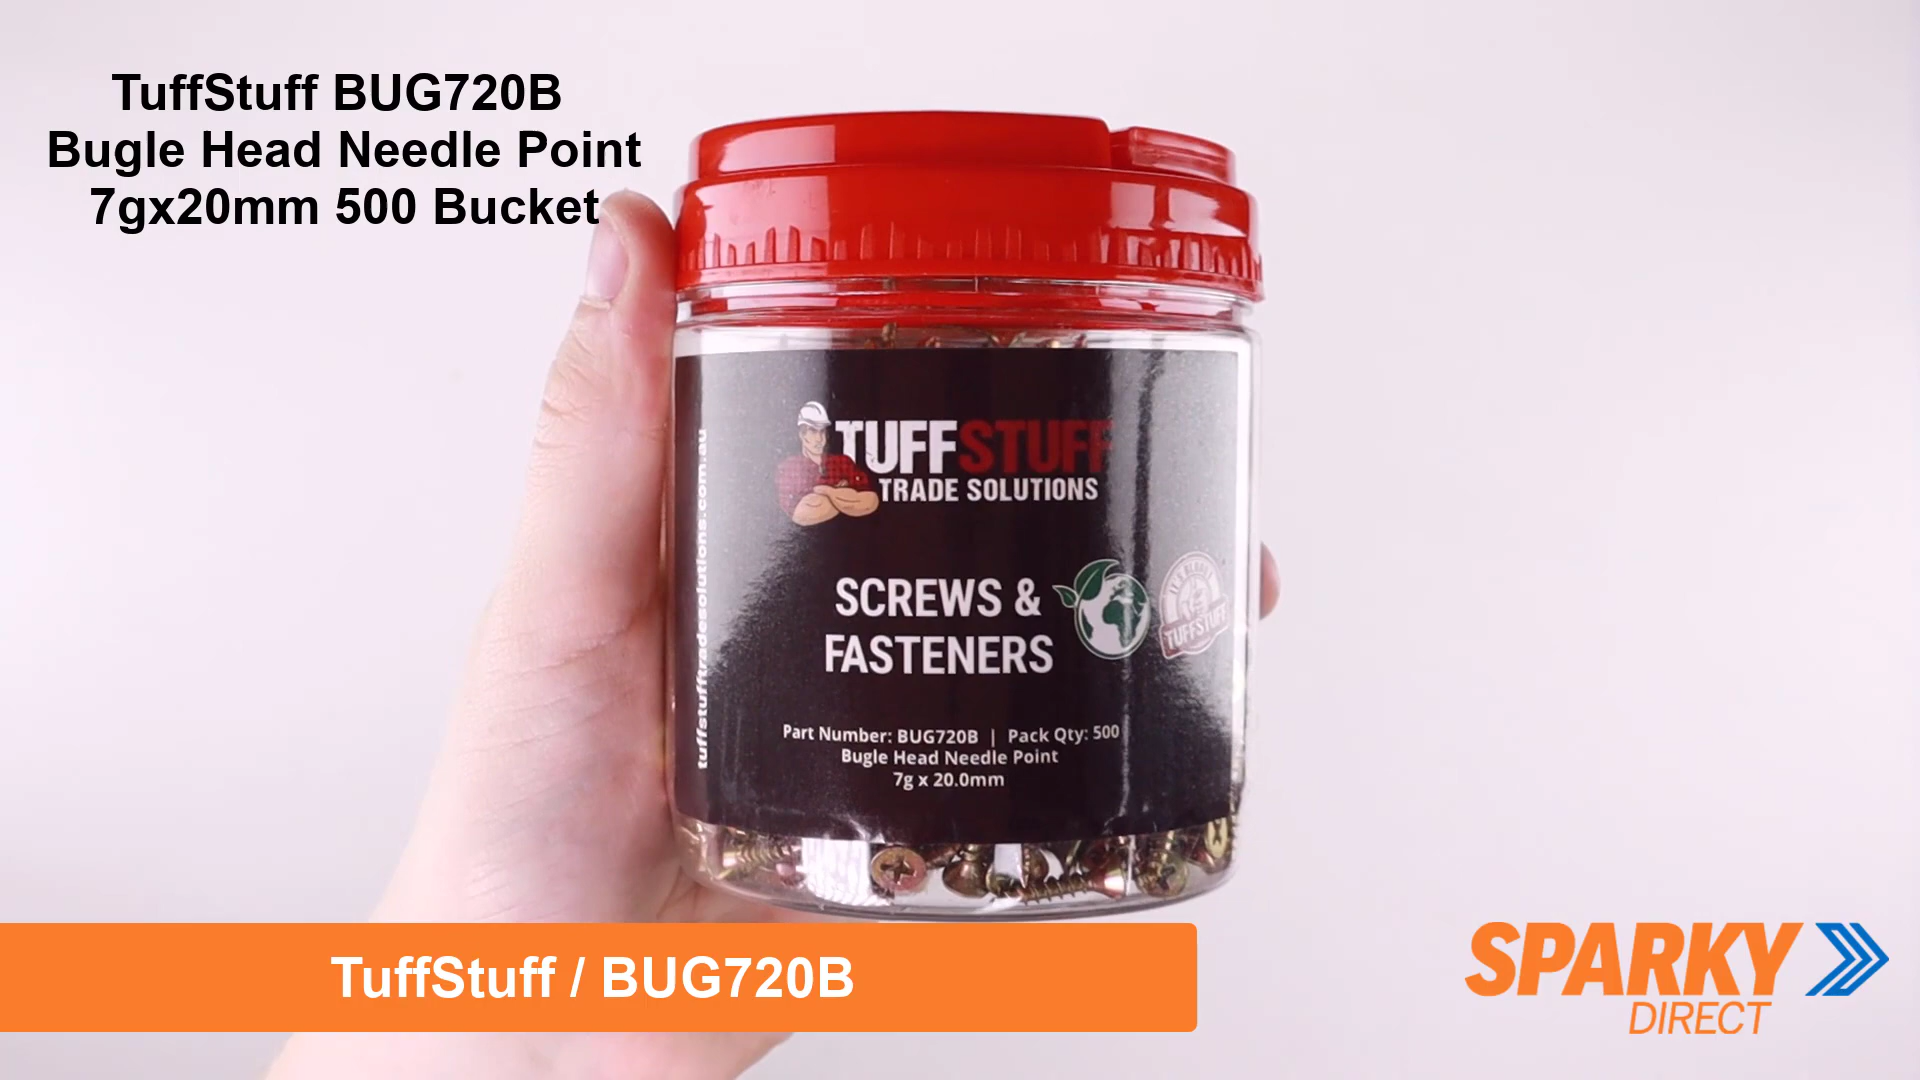 TuffStuff BUG720B
Bugle Head Needle Point
7gx20mm 500 Bucket
TUFFSTUFF
TRADE SOLUTIONS
tuffstufftradesolutions.com.au
SCREWS &
FASTENERS
TUFFSTUFF
Part Number: BUG720B | Pack Qty: 500
Bugle Head Needle Point
7g x 20.0mm
TuffStuff / BUG720B
SPARKY
DIRECT